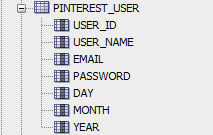 PINTEREST_USER
USER_ID
USER_NAME
EMAIL
PASSWORD
DAY
MONTH
YEAR